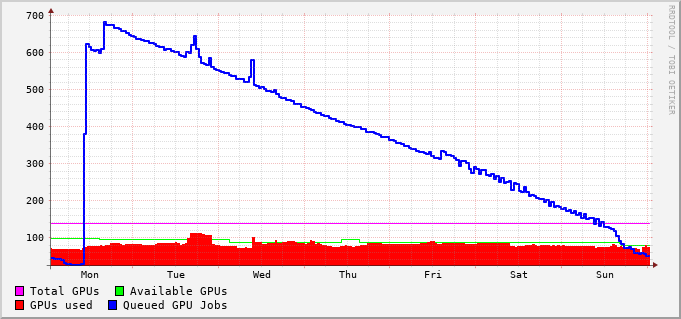 700
600
500
400
300
200
100
Mon Tue Wed Thu Fri Sat Sun
Total GPUs Available GPUs
GPUs used Queued GPU Jobs
RRDTOOL / TOBI OETIKER